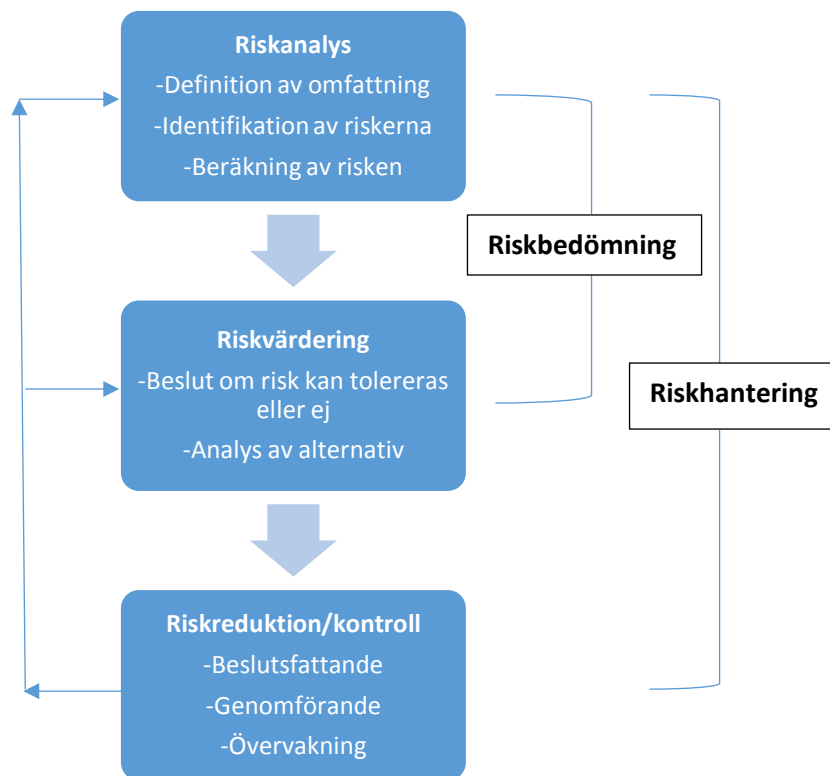 Riskanalys
-Definition av omfattning
-Identifikation av riskerna
-Beräkning av risken
Riskbedömning
Riskvärdering
-Beslut om risk kan tolereras
eller ej
-Analys av alternativ
Riskhantering
Riskreduktion/kontroll
-Beslutsfattande
-Genomförande
-Övervakning